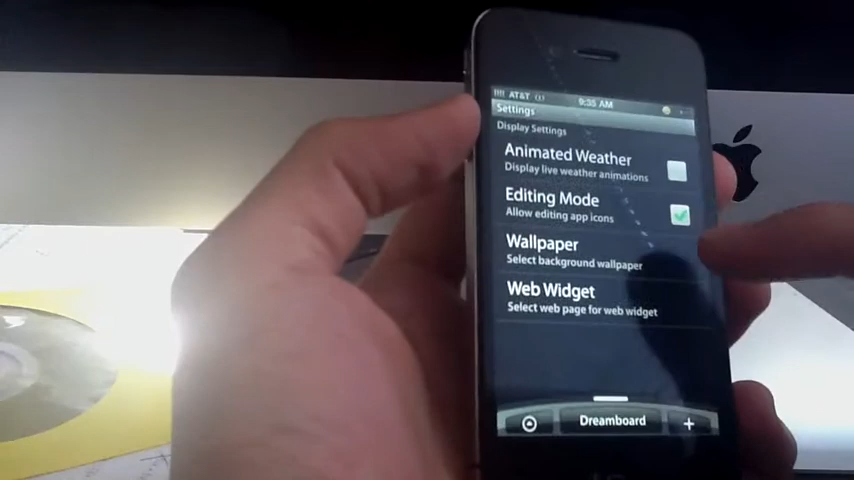 AT&T 9:35 AM
Settings
Display Settings
Animated Weather
Display live weather animations
Editing Mode
Allow editing app icons
Wallpaper
Select background wallpaper
Web Widget
Select web page for web widget
Dreamboard
+